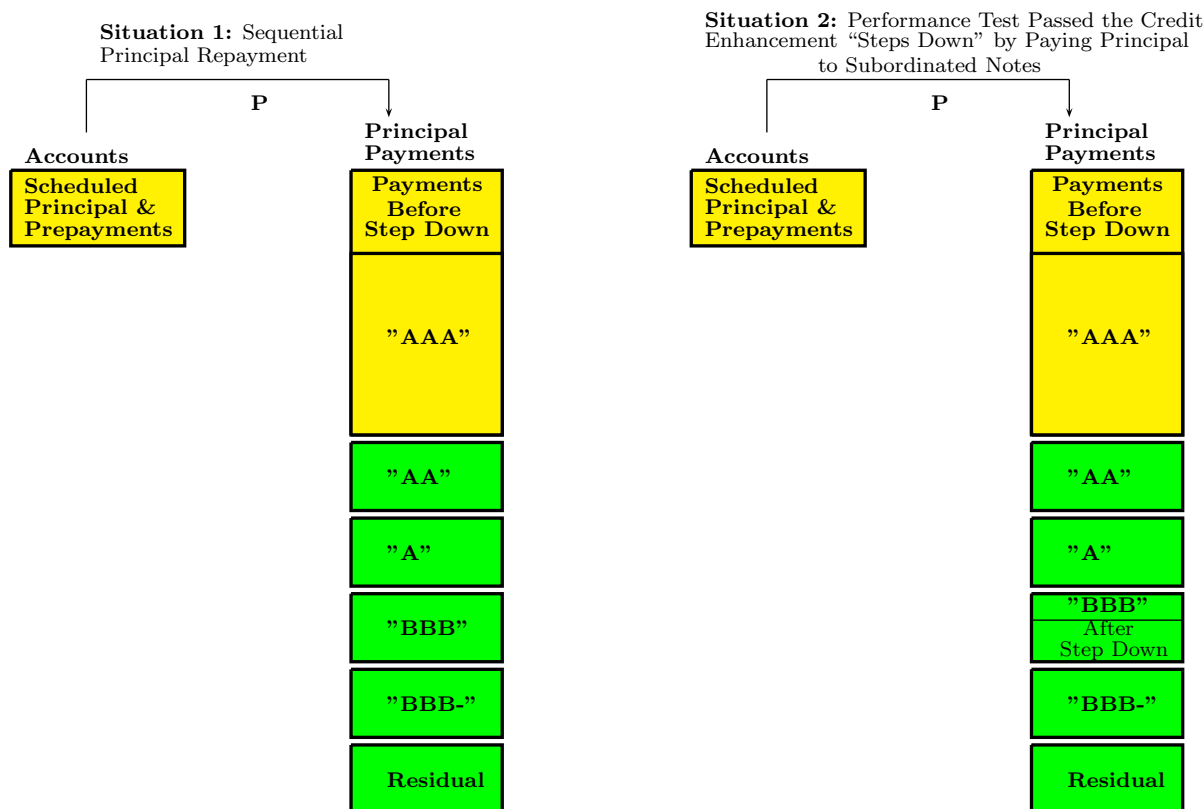 Situation 1: Sequential
Principal Repayment
P
Accounts
Principal
Payments
Scheduled
Principal &
Prepayments
Payments
Before
Step Down
”AAA”
”AA”
”A”
”BBB”
”BBB-”
Residual
Situation 2: Performance Test Passed the Credit
Enhancement “Steps Down” by Paying Principal
to Subordinated Notes
P
Accounts
Principal
Payments
Scheduled
Principal &
Prepayments
Payments
Before
Step Down
”AAA”
”AA”
”A”
”BBB”
After
Step Down
”BBB-”
Residual